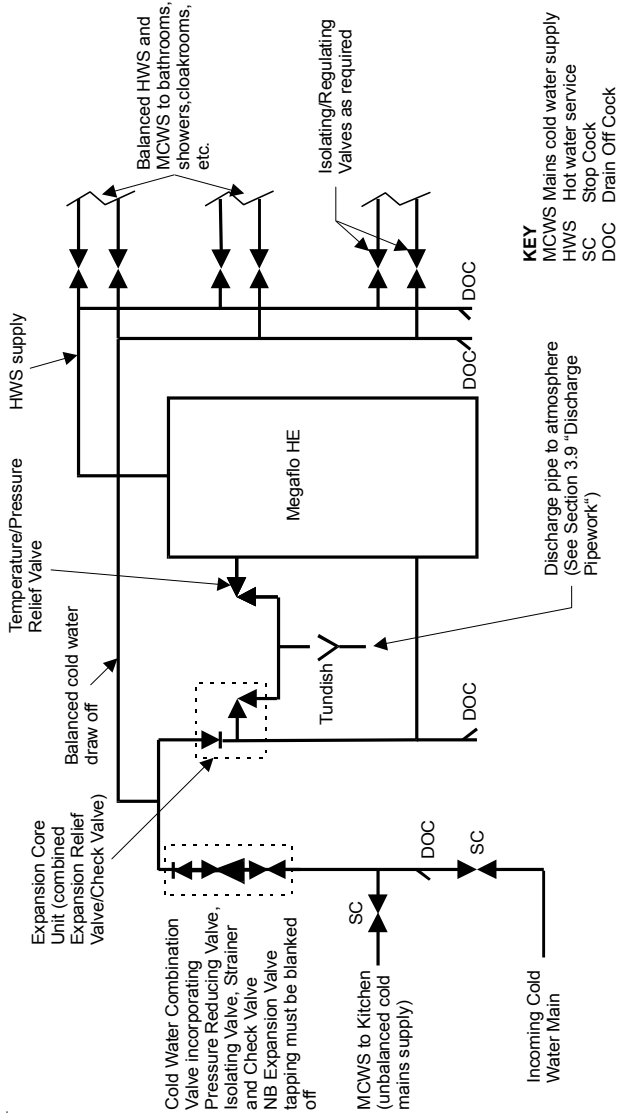 Balanced HWS and
MCWS to bathrooms,
showers,cloakrooms,
etc.
HWS supply
Isolating/Regulating
Valves as required
Temperature/Pressure
Relief Valve
Balanced cold water
draw off
Expansion Core
Unit (combined
Expansion Relief
Valve/Check Valve)
Megaflo HE
Tundish
Cold Water Combination
Valve incorporating
Pressure Reducing Valve,
Isolating Valve, Strainer
and Check Valve
NB Expansion Valve
tapping must be blanked
off
DOC
DOC
DOC
DOC
SC
SC
MCWS to Kitchen
(unbalanced cold
mains supply)
Incoming Cold
Water Main
Discharge pipe to atmosphere
(See Section 3.9 “Discharge
Pipework“)
KEY
MCWS Mains cold water supply
HWS Hot water service
SC Stop Cock
DOC Drain Off Cock